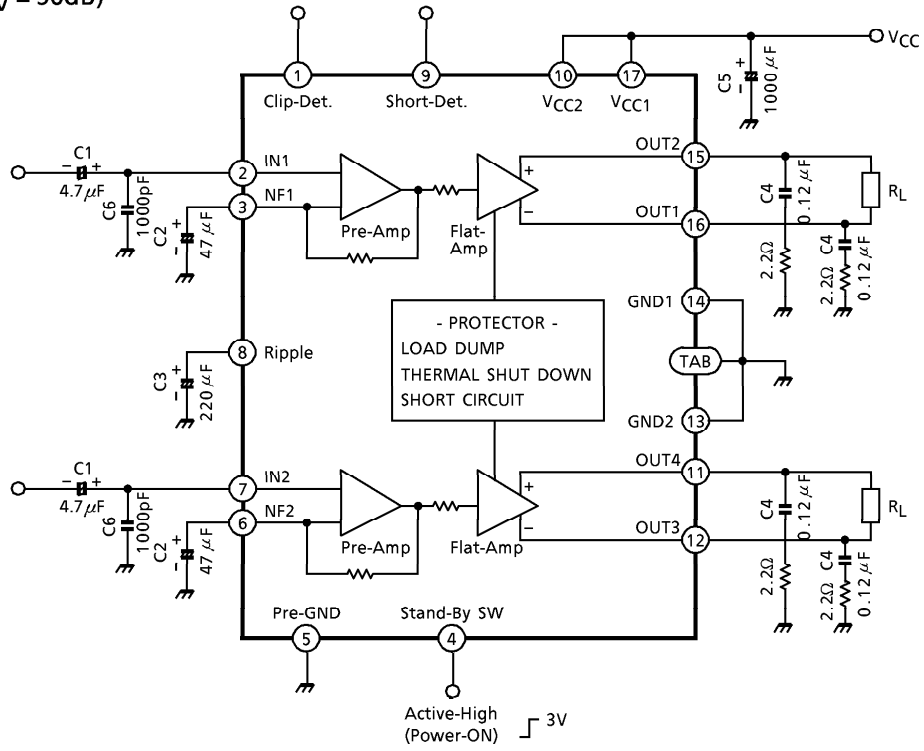 V = 50dB)
VCC
1
9
10
17
Clip-Det.
Short-Det.
VCC2
VCC1
C5
+
−
1000 μF
C1
− +
4.7μF
C6
1000pF
2
IN1
3
NF1
C2
+
−
47 μF
Pre-Amp
Flat-
Amp
+
−
OUT2
15
OUT1
16
C4
0.12 μF
2.2Ω
RL
2.2Ω
C4
0.12 μF
- PROTECTOR -
LOAD DUMP
THERMAL SHUT DOWN
SHORT CIRCUIT
GND1
14
TAB
GND2
13
8
Ripple
C3
+
−
220 μF
C1
− +
4.7μF
C6
1000pF
7
IN2
6
NF2
C2
+
−
47 μF
Pre-Amp
Flat-Amp
+
−
OUT4
11
OUT3
12
C4
0.12 μF
2.2Ω
RL
2.2Ω
C4
0.12 μF
Pre-GND
5
Stand-By SW
4
Active-High
(Power-ON)
3V